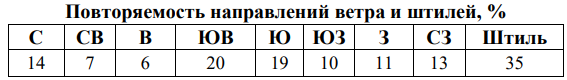 Повторяемость направлений ветра и штилей, %
С СВ В ЮВ Ю ЮЗ З СЗ Штиль
14 7 6 20 19 10 11 13 35